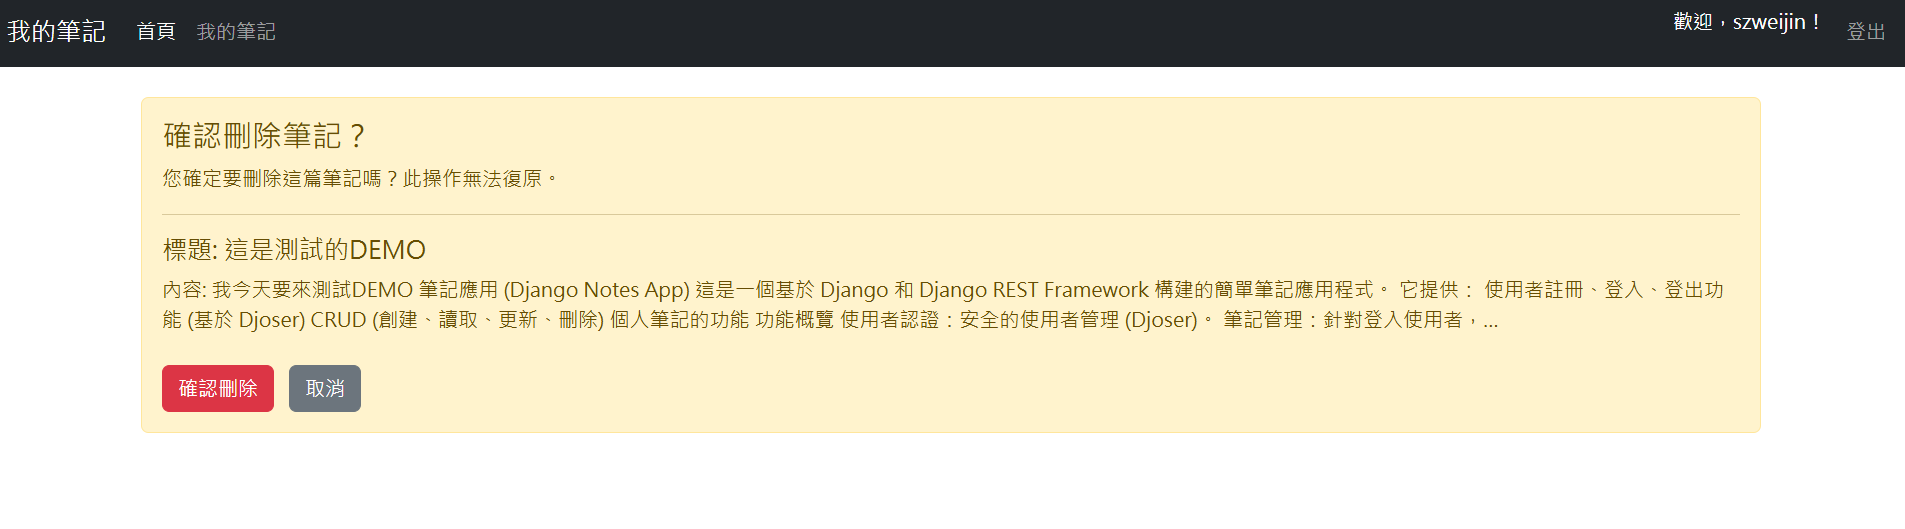 我的筆記 首頁 我的筆記 歡迎，szweijin！ 登出
確認刪除筆記？
您確定要刪除這篇筆記嗎？此操作無法復原。
標題: 這是測試的DEMO
內容: 我今天要來測試DEMO 筆記應用 (Django Notes App) 這是一個基於 Django 和 Django REST Framework 構建的簡單筆記應用程式。 它提供： 使用者註冊、登入、登出功
能 (基於 Djoser) CRUD (創建、讀取、更新、刪除) 個人筆記的功能 功能概覽 使用者認證：安全的使用者管理 (Djoser)。 筆記管理：針對登入使用者，...
確認刪除 取消